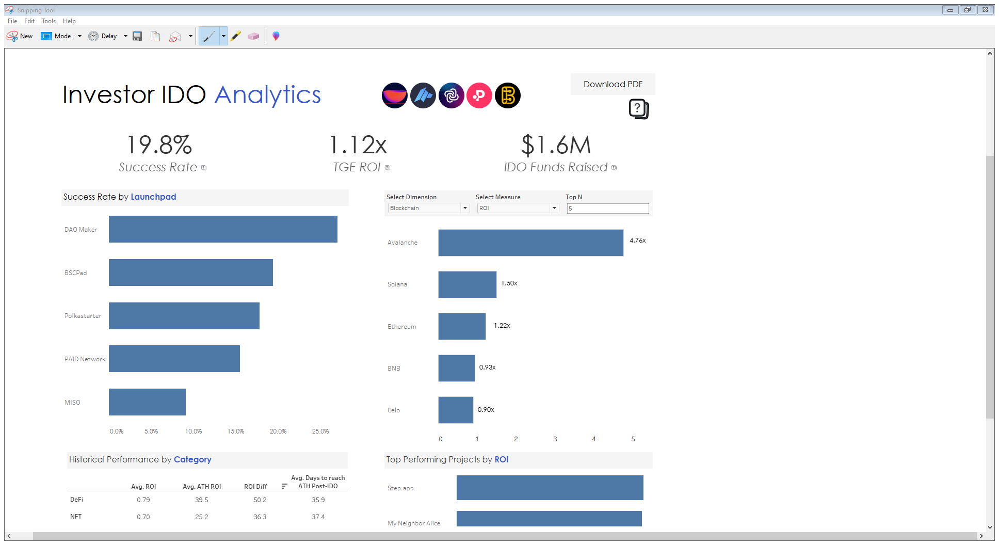 Snipping Tool
File Edit Tools Help
New Mode Delay
Investor IDO Analytics
Download PDF
19.8%
Success Rate
1.12x
TGE ROI
$1.6M
IDO Funds Raised
Success Rate by Launchpad
DAO Maker
BSCPad
Polkastarter
PAID Network
MISO
0.0% 5.0% 10.0% 15.0% 20.0% 25.0%
Select Dimension Select Measure Top N
Blockchain ROI 5
Avalanche 4.76x
Solana 1.50x
Ethereum 1.22x
BNB 0.93x
Celo 0.90x
0 1 2 3 4 5
Historical Performance by Category
Avg. ROI Avg. ATH ROI ROI Diff Avg. Days to reach
ATH Post-IDO
DeFi 0.79 39.5 50.2 35.9
NFT 0.70 25.2 36.3 37.4
Top Performing Projects by ROI
Step.app
My Neighbor Alice